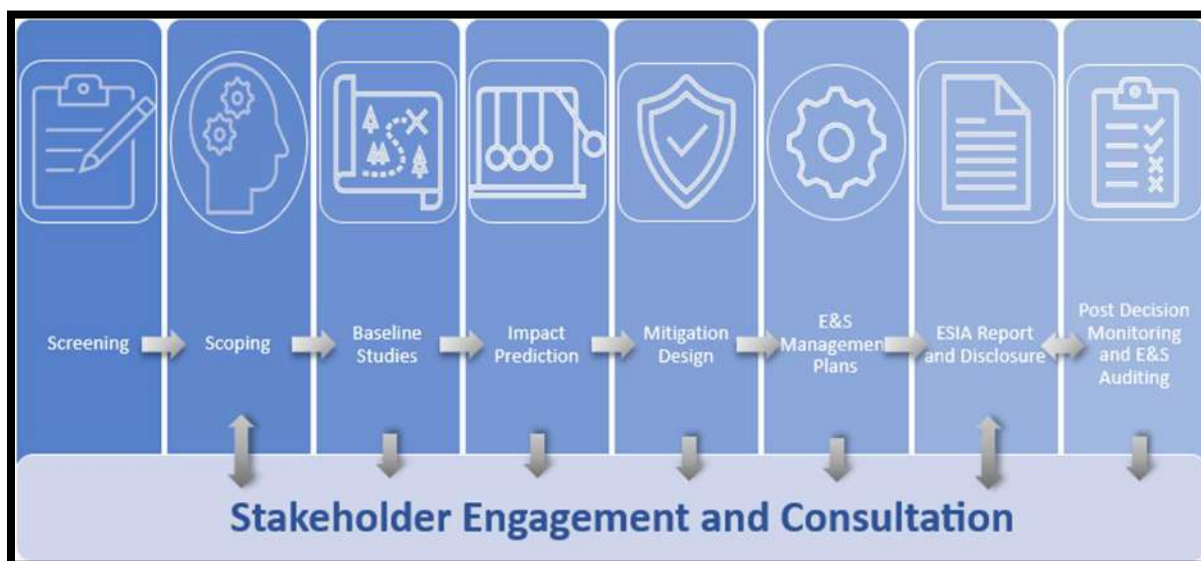 Screening
Scoping
Baseline
Studies
Impact
Prediction
Mitigation
Design
E&S
Management
Plans
ESIA Report
and Disclosure
Post Decision
Monitoring
and E&S
Auditing
Stakeholder Engagement and Consultation